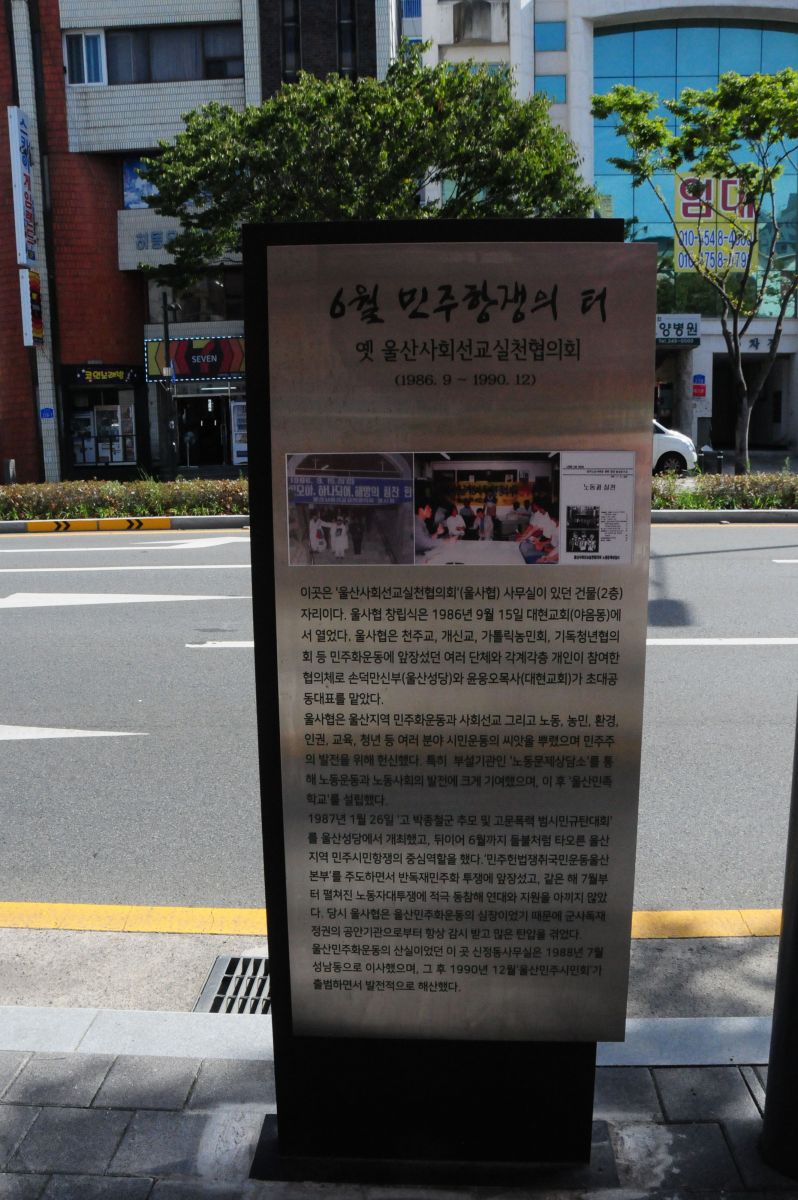 6월 민주항쟁의 터
옛 울산사회선교실천협의회
(1986. 9 ~ 1990. 12)
노동과 실천
이곳은 '울산사회선교실천협의회'(울사협) 사무실이 있던 건물(2층)
자리이다. 울사협 창립식은 1986년 9월 15일 대현교회(야음동)에
서 열었다. 울사협은 천주교, 개신교, 가톨릭농민회, 기독청년협의
회 등 민주화운동에 앞장섰던 여러 단체와 각계각층 개인이 참여한
협의체로 손덕만신부(울산성당)와 윤응오목사(대현교회)가 초대공
동대표를 맡았다.
울사협은 울산지역 민주화운동과 사회선교 그리고 노동, 농민, 환경,
인권, 교육, 청년 등 여러 분야 시민운동의 씨앗을 뿌렸으며 민주주
의 발전을 위해 헌신했다. 특히 부설기관인 '노동문제상담소'를 통
해 노동운동과 노동사회의 발전에 크게 기여했으며, 이 후 '울산민족
학교'를 설립했다.
1987년 1월 26일 '고 박종철군 추모 및 고문폭력 범시민규탄대회'
를 울산성당에서 개최했고, 뒤이어 6월까지 들불처럼 타오른 울산
지역 민주시민항쟁의 중심역할을 했다. '민주헌법쟁취국민운동울산
본부'를 주도하면서 반독재민주화 투쟁에 앞장섰고, 같은 해 7월부
터 펼쳐진 노동자대투쟁에 적극 동참해 연대와 지원을 아끼지 않았
다. 당시 울사협은 울산민주화운동의 심장이었기 때문에 군사독재
정권의 공안기관으로부터 항상 감시 받고 많은 탄압을 겪었다.
울산민주화운동의 산실이었던 이 곳 신정동사무실은 1988년 7월
성남동으로 이사했으며, 그 후 1990년 12월 '울산민주시민회'가
출범하면서 발전적으로 해산했다.
임대
양병원
SEVEN